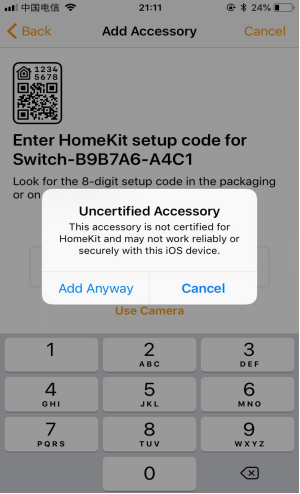 中国电信 21:11 24%
Back Add Accessory Cancel
1234
5678
Enter HomeKit setup code for
Switch-B9B7A6-A4C1
Look for the 8-digit setup code in the packaging
or on
Uncertified Accessory
This accessory is not certified for
HomeKit and may not work reliably or
securely with this iOS device.
Add Anyway Cancel
Use Camera
1 2 3
ABC DEF
4 5 6
GHI JKL MNO
7 8 9
PQRS TUV WXYZ
0